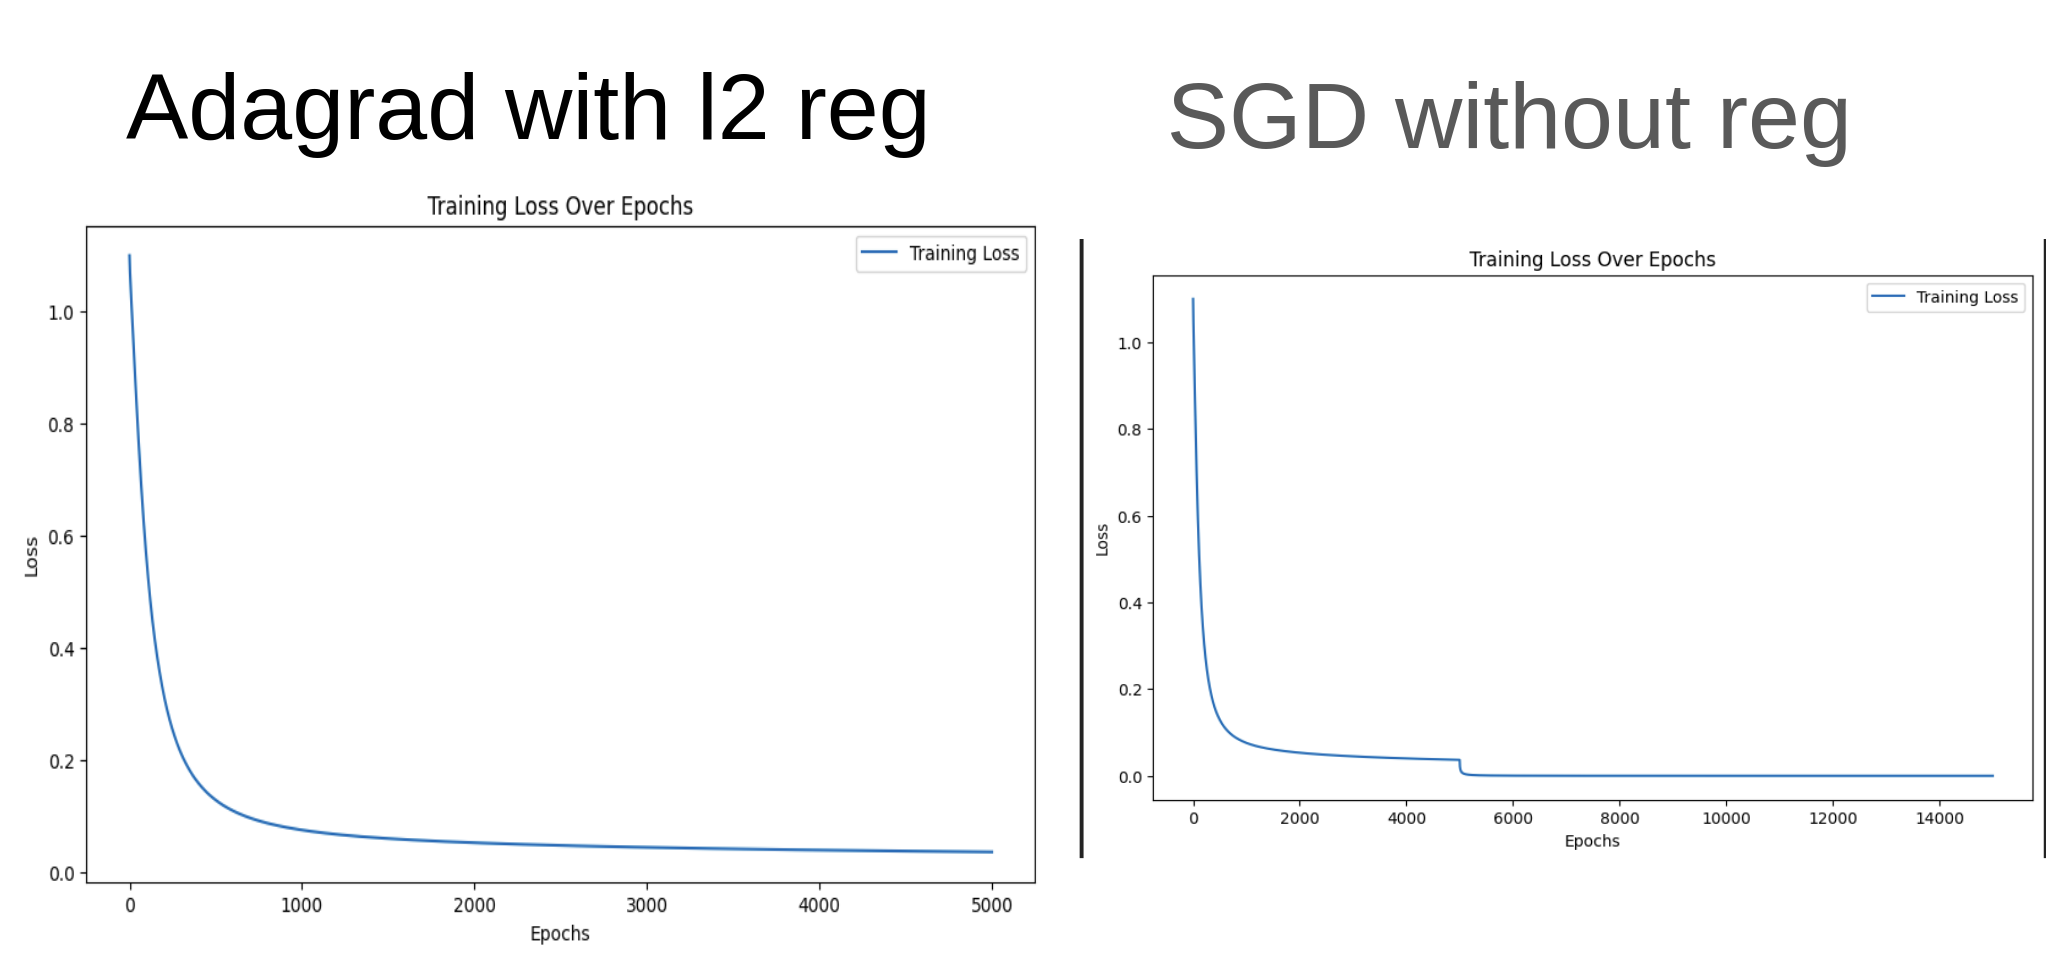 Adagrad with l2 reg
Training Loss Over Epochs
Training Loss
1.0
0.8
0.6
0.4
0.2
0.0
Loss
0 1000 2000 3000 4000 5000
Epochs
SGD without reg
Training Loss Over Epochs
Training Loss
1.0
0.8
0.6
0.4
0.2
0.0
Loss
0 2000 4000 6000 8000 10000 12000 14000
Epochs